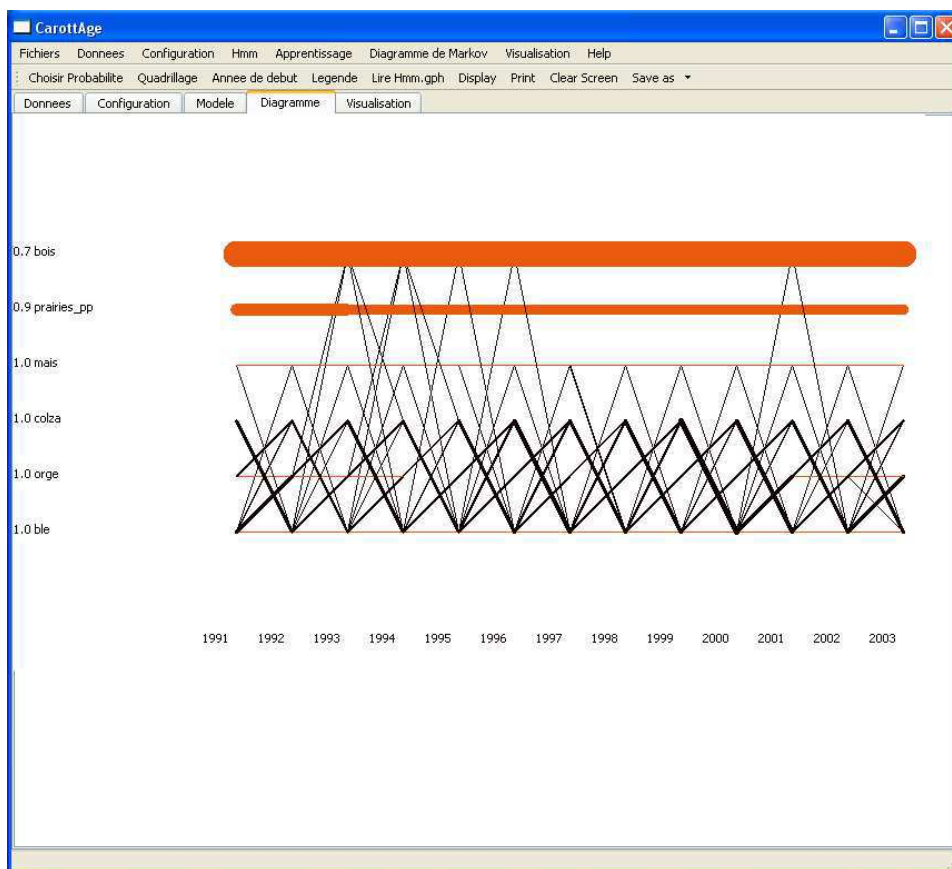 CarottAge
Fichiers Donnees Configuration Hmm Apprentissage Diagramme de Markov Visualisation Help
Choisir Probabilite Quadrillage Annee de debut Legende Lire Hmm.gph Display Print Clear Screen Save as
Donnees Configuration Modele Diagramme Visualisation
0.7 bois
0.9 prairies_pp
1.0 mais
1.0 colza
1.0 orge
1.0 ble
1991 1992 1993 1994 1995 1996 1997 1998 1999 2000 2001 2002 2003